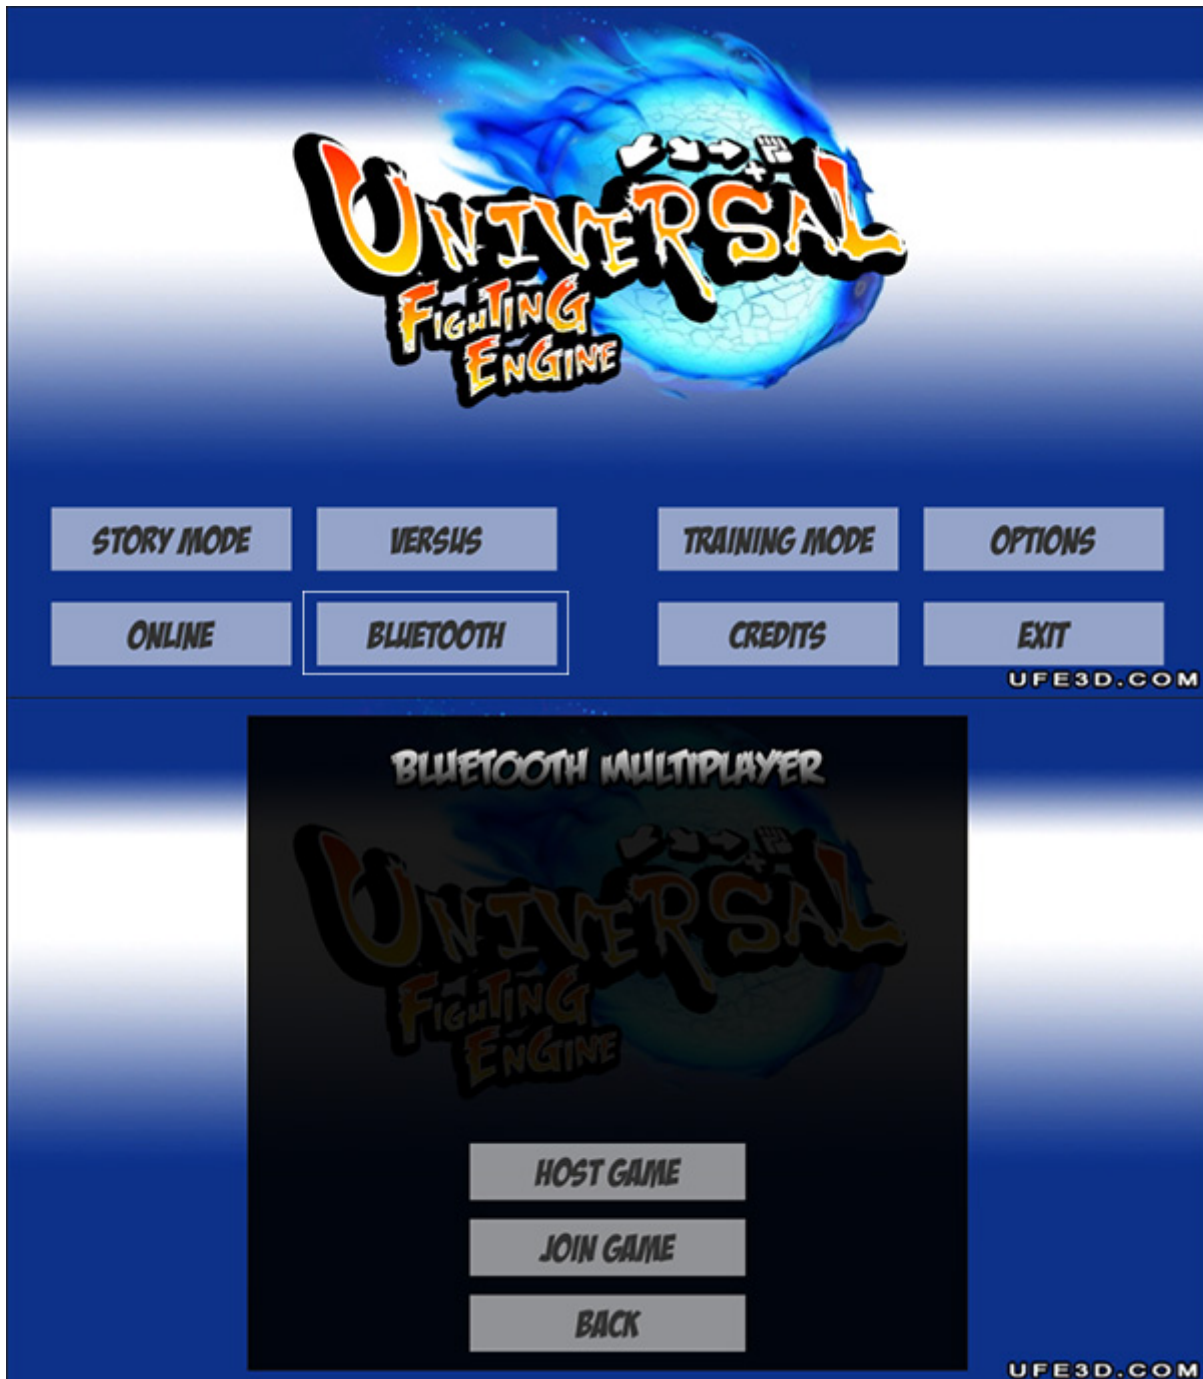 UNIVERSAL
FIGHTING
ENGINE
STORY MODE
VERSUS
TRAINING MODE
OPTIONS
ONLINE
BLUETOOTH
CREDITS
EXIT
UFE3D.COM
BLUETOOTH MULTIPLAYER
UNIVERSAL
FIGHTING
ENGINE
HOST GAME
JOIN GAME
BACK
UFE3D.COM